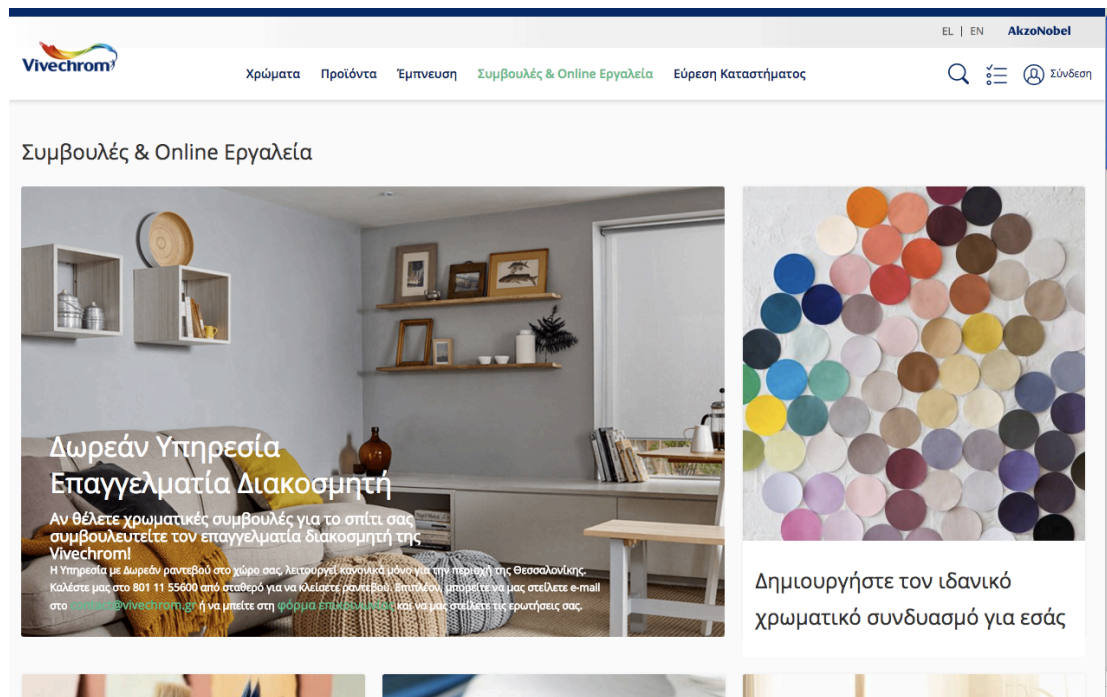 EL | EN AkzoNobel
Vivechrom
Χρώματα Προϊόντα Έμπνευση Συμβουλές & Online Εργαλεία Εύρεση Καταστήματος Σύνδεση
Συμβουλές & Online Εργαλεία
Δωρεάν Υπηρεσία
Επαγγελματία Διακοσμητή
Αν θέλετε χρωματικές συμβουλές για το σπίτι σας
συμβουλευτείτε τον επαγγελματία διακοσμητή της
Vivechrom!
Η Υπηρεσία με Δωρεάν ραντεβού στο χώρο σας, λειτουργεί κανονικά μόνο για την περιοχή της Θεσσαλονίκης.
Καλέστε μας στο 801 11 55600 από σταθερό για να κλείσετε ραντεβού. Επιπλέον, μπορείτε να μας στείλετε e-mail
στο @vivechrom.gr ή να μπείτε στη φόρμα επικοινωνίας και να μας στείλετε τις ερωτήσεις σας.
Δημιουργήστε τον ιδανικό
χρωματικό συνδυασμό για εσάς